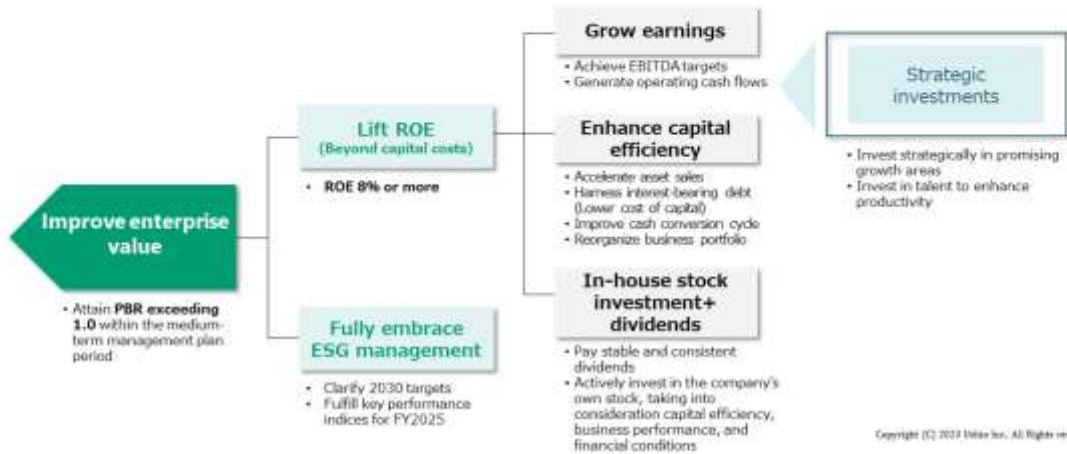 Improve enterprise
value
• Attain PBR exceeding
1.0 within the medium-
term management plan
period
Lift ROE
(Beyond capital costs)
• ROE 8% or more
Fully embrace
ESG management
• Clarify 2030 targets
• Fulfill key performance
indices for FY2025
Grow earnings
• Achieve EBITDA targets
• Generate operating cash flows
Enhance capital
efficiency
• Accelerate asset sales
• Harness interest-bearing debt
(Lower cost of capital)
• Improve cash conversion cycle
• Reorganize business portfolio
In-house stock
investment+
dividends
• Pay stable and consistent
dividends
• Actively invest in the company's
own stock, taking into
consideration capital efficiency,
business performance, and
financial conditions
Strategic
investments
• Invest strategically in promising
growth areas
• Invest in talent to enhance
productivity
Copyright (C) Inc. All Rights